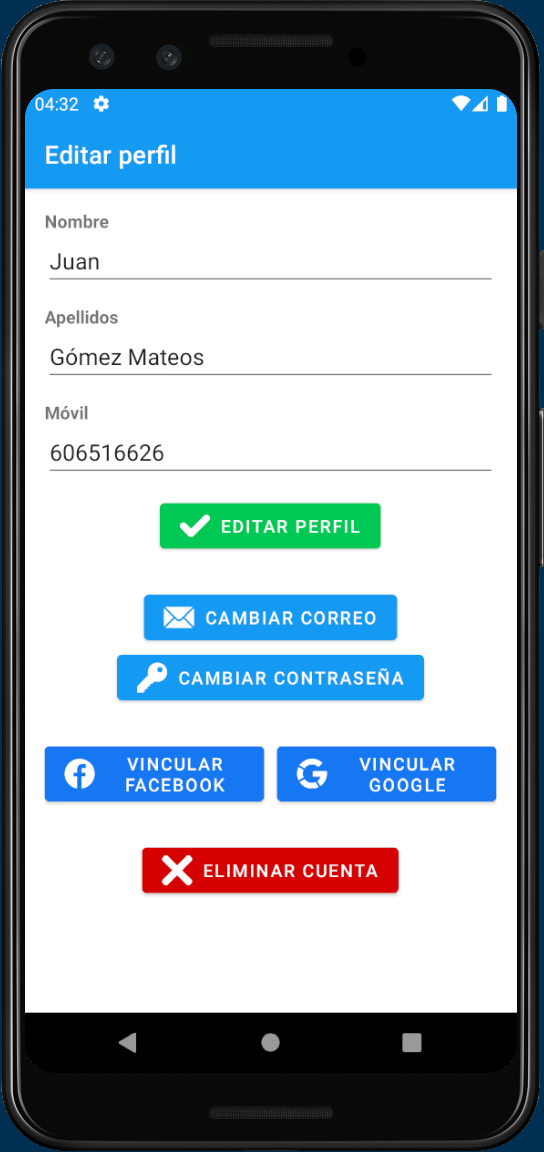 04:32
Editar perfil
Nombre
Juan
Apellidos
Gómez Mateos
Móvil
606516626
EDITAR PERFIL
CAMBIAR CORREO
CAMBIAR CONTRASEÑA
VINCULAR
FACEBOOK
VINCULAR
GOOGLE
ELIMINAR CUENTA